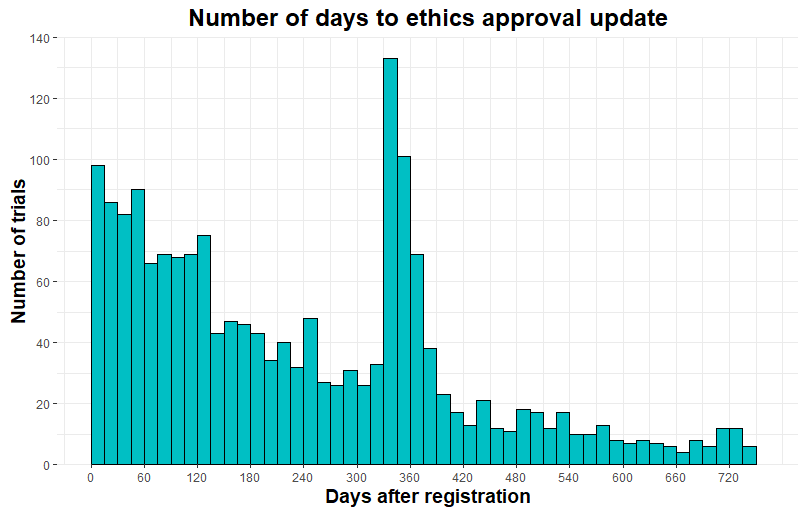 Number of days to ethics approval update
140
120
100
80
60
40
20
0
Number of trials
0 60 120 180 240 300 360 420 480 540 600 660 720
Days after registration